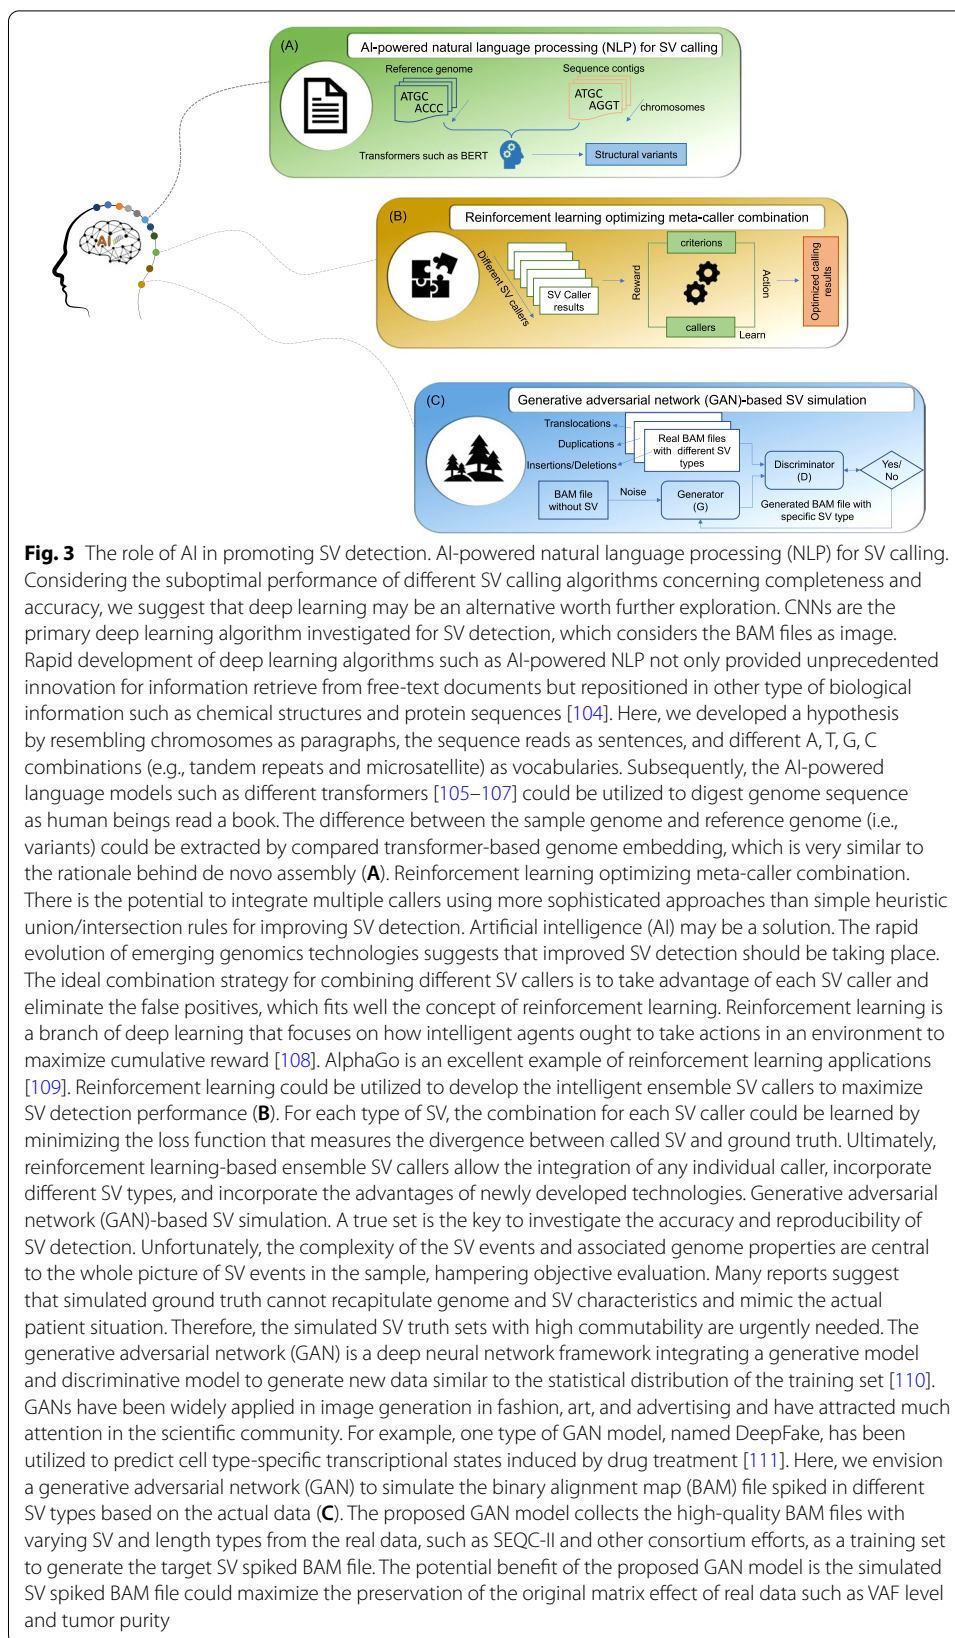 (A) AI-powered natural language processing (NLP) for SV calling
Reference genome
Sequence contigs
ATGC
ACCC
ATGC
AGGT
chromosomes
Transformers such as BERT
Structural variants
AI
(B) Reinforcement learning optimizing meta-caller combination
Different SV callers
SV Caller
results
Reward
criterions
callers
Action
Learn
Optimized calling
results
(C) Generative adversarial network (GAN)-based SV simulation
Translocations
Duplications
Insertions/Deletions
Real BAM files
with different SV
types
Discriminator
(D)
Yes/
No
BAM file
without SV
Noise
Generator
(G)
Generated BAM file with
specific SV type
Fig. 3 The role of AI in promoting SV detection. AI-powered natural language processing (NLP) for SV calling.
Considering the suboptimal performance of different SV calling algorithms concerning completeness and
accuracy, we suggest that deep learning may be an alternative worth further exploration. CNNs are the
primary deep learning algorithm investigated for SV detection, which considers the BAM files as image.
Rapid development of deep learning algorithms such as AI-powered NLP not only provided unprecedented
innovation for information retrieve from free-text documents but repositioned in other type of biological
information such as chemical structures and protein sequences [104]. Here, we developed a hypothesis
by resembling chromosomes as paragraphs, the sequence reads as sentences, and different A, T, G, C
combinations (e.g., tandem repeats and microsatellite) as vocabularies. Subsequently, the AI-powered
language models such as different transformers [105–107] could be utilized to digest genome sequence
as human beings read a book. The difference between the sample genome and reference genome (i.e.,
variants) could be extracted by compared transformer-based genome embedding, which is very similar to
the rationale behind de novo assembly (A). Reinforcement learning optimizing meta-caller combination.
There is the potential to integrate multiple callers using more sophisticated approaches than simple heuristic
union/intersection rules for improving SV detection. Artificial intelligence (AI) may be a solution. The rapid
evolution of emerging genomics technologies suggests that improved SV detection should be taking place.
The ideal combination strategy for combining different SV callers is to take advantage of each SV caller and
eliminate the false positives, which fits well the concept of reinforcement learning. Reinforcement learning is
a branch of deep learning that focuses on how intelligent agents ought to take actions in an environment to
maximize cumulative reward [108]. AlphaGo is an excellent example of reinforcement learning applications
[109]. Reinforcement learning could be utilized to develop the intelligent ensemble SV callers to maximize
SV detection performance (B). For each type of SV, the combination for each SV caller could be learned by
minimizing the loss function that measures the divergence between called SV and ground truth. Ultimately,
reinforcement learning-based ensemble SV callers allow the integration of any individual caller, incorporate
different SV types, and incorporate the advantages of newly developed technologies. Generative adversarial
network (GAN)-based SV simulation. A true set is the key to investigate the accuracy and reproducibility of
SV detection. Unfortunately, the complexity of the SV events and associated genome properties are central
to the whole picture of SV events in the sample, hampering objective evaluation. Many reports suggest
that simulated ground truth cannot recapitulate genome and SV characteristics and mimic the actual
patient situation. Therefore, the simulated SV truth sets with high commutability are urgently needed. The
generative adversarial network (GAN) is a deep neural network framework integrating a generative model
and discriminative model to generate new data similar to the statistical distribution of the training set [110].
GANs have been widely applied in image generation in fashion, art, and advertising and have attracted much
attention in the scientific community. For example, one type of GAN model, named DeepFake, has been
utilized to predict cell type-specific transcriptional states induced by drug treatment [111]. Here, we envision
a generative adversarial network (GAN) to simulate the binary alignment map (BAM) file spiked in different
SV types based on the actual data (C). The proposed GAN model collects the high-quality BAM files with
varying SV and length types from the real data, such as SEQC-II and other consortium efforts, as a training set
to generate the target SV spiked BAM file. The potential benefit of the proposed GAN model is the simulated
SV spiked BAM file could maximize the preservation of the original matrix effect of real data such as VAF level
and tumor purity